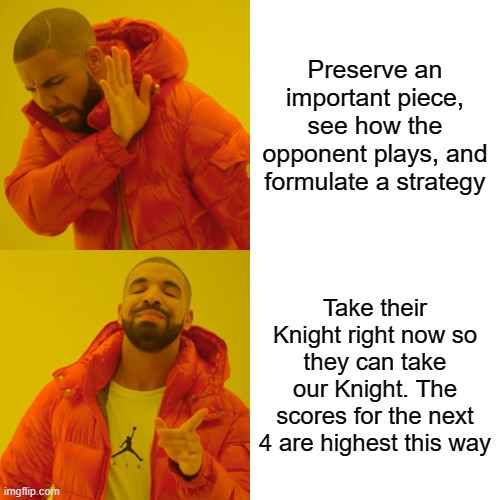 Preserve an
important piece,
see how the
opponent plays, and
formulate a strategy
Take their
Knight right now so
they can take
our Knight. The
scores for the next
4 are highest this way
AIR
imgflip.com